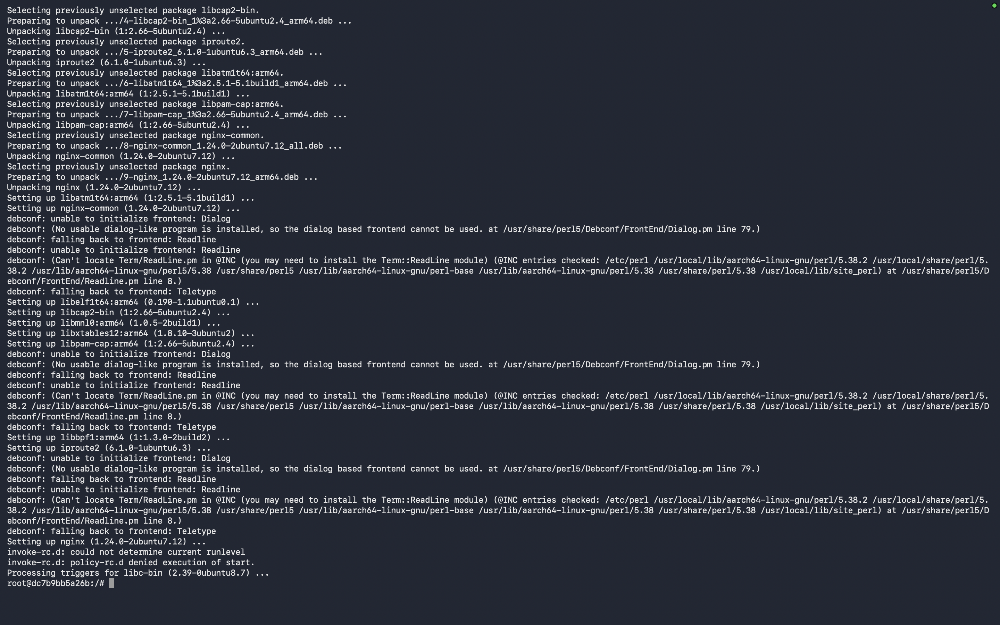 Selecting previously unselected package libcap2-bin.
Preparing to unpack .../4-libcap2-bin_1%3a2.66-5ubuntu2.4_arm64.deb ...
Unpacking libcap2-bin (1:2.66-5ubuntu2.4) ...
Selecting previously unselected package iproute2.
Preparing to unpack .../5-iproute2_6.1.0-1ubuntu6.3_arm64.deb ...
Unpacking iproute2 (6.1.0-1ubuntu6.3) ...
Selecting previously unselected package libatm1t64:arm64.
Preparing to unpack .../6-libatm1t64_1%3a2.5.1-5.1build1_arm64.deb ...
Unpacking libatm1t64:arm64 (1:2.5.1-5.1build1) ...
Selecting previously unselected package libpam-cap:arm64.
Preparing to unpack .../7-libpam-cap_1%3a2.66-5ubuntu2.4_arm64.deb ...
Unpacking libpam-cap:arm64 (1:2.66-5ubuntu2.4) ...
Selecting previously unselected package nginx-common.
Preparing to unpack .../8-nginx-common_1.24.0-2ubuntu7.12_all.deb ...
Unpacking nginx-common (1.24.0-2ubuntu7.12) ...
Selecting previously unselected package nginx.
Preparing to unpack .../9-nginx_1.24.0-2ubuntu7.12_arm64.deb ...
Unpacking nginx (1.24.0-2ubuntu7.12) ...
Setting up libatm1t64:arm64 (1:2.5.1-5.1build1) ...
Setting up nginx-common (1.24.0-2ubuntu7.12) ...
debconf: unable to initialize frontend: Dialog
debconf: (No usable dialog-like program is installed, so the dialog based frontend cannot be used. at /usr/share/perl5/Debconf/FrontEnd/Dialog.pm line 79.)
debconf: falling back to frontend: Readline
debconf: unable to initialize frontend: Readline
debconf: (Can't locate Term/ReadLine.pm in @INC (you may need to install the Term::ReadLine module) (@INC entries checked: /etc/perl /usr/local/lib/aarch64-linux-gnu/perl/5.38.2 /usr/local/share/perl/5.
38.2 /usr/lib/aarch64-linux-gnu/perl5/5.38 /usr/share/perl5 /usr/lib/aarch64-linux-gnu/perl-base /usr/lib/aarch64-linux-gnu/perl/5.38 /usr/share/perl/5.38 /usr/local/lib/site_perl) at /usr/share/perl5/D
ebconf/FrontEnd/Readline.pm line 8.)
debconf: falling back to frontend: Teletype
Setting up libelf1t64:arm64 (0.190-1.1ubuntu0.1) ...
Setting up libcap2-bin (1:2.66-5ubuntu2.4) ...
Setting up libmnl0:arm64 (1.0.5-2build1) ...
Setting up libxtables12:arm64 (1.8.10-3ubuntu2) ...
Setting up libpam-cap:arm64 (1:2.66-5ubuntu2.4) ...
debconf: unable to initialize frontend: Dialog
debconf: (No usable dialog-like program is installed, so the dialog based frontend cannot be used. at /usr/share/perl5/Debconf/FrontEnd/Dialog.pm line 79.)
debconf: falling back to frontend: Readline
debconf: unable to initialize frontend: Readline
debconf: (Can't locate Term/ReadLine.pm in @INC (you may need to install the Term::ReadLine module) (@INC entries checked: /etc/perl /usr/local/lib/aarch64-linux-gnu/perl/5.38.2 /usr/local/share/perl/5.
38.2 /usr/lib/aarch64-linux-gnu/perl5/5.38 /usr/share/perl5 /usr/lib/aarch64-linux-gnu/perl-base /usr/lib/aarch64-linux-gnu/perl/5.38 /usr/share/perl/5.38 /usr/local/lib/site_perl) at /usr/share/perl5/D
ebconf/FrontEnd/Readline.pm line 8.)
debconf: falling back to frontend: Teletype
Setting up libbpf1:arm64 (1:1.3.0-2build2) ...
Setting up iproute2 (6.1.0-1ubuntu6.3) ...
debconf: unable to initialize frontend: Dialog
debconf: (No usable dialog-like program is installed, so the dialog based frontend cannot be used. at /usr/share/perl5/Debconf/FrontEnd/Dialog.pm line 79.)
debconf: falling back to frontend: Readline
debconf: unable to initialize frontend: Readline
debconf: (Can't locate Term/ReadLine.pm in @INC (you may need to install the Term::ReadLine module) (@INC entries checked: /etc/perl /usr/local/lib/aarch64-linux-gnu/perl/5.38.2 /usr/local/share/perl/5.
38.2 /usr/lib/aarch64-linux-gnu/perl5/5.38 /usr/share/perl5 /usr/lib/aarch64-linux-gnu/perl-base /usr/lib/aarch64-linux-gnu/perl/5.38 /usr/share/perl/5.38 /usr/local/lib/site_perl) at /usr/share/perl5/D
ebconf/FrontEnd/Readline.pm line 8.)
debconf: falling back to frontend: Teletype
Setting up nginx (1.24.0-2ubuntu7.12) ...
invoke-rc.d: could not determine current runlevel
invoke-rc.d: policy-rc.d denied execution of start.
Processing triggers for libc-bin (2.39-0ubuntu8.7) ...
root@dc7b9bb5a26b:/#